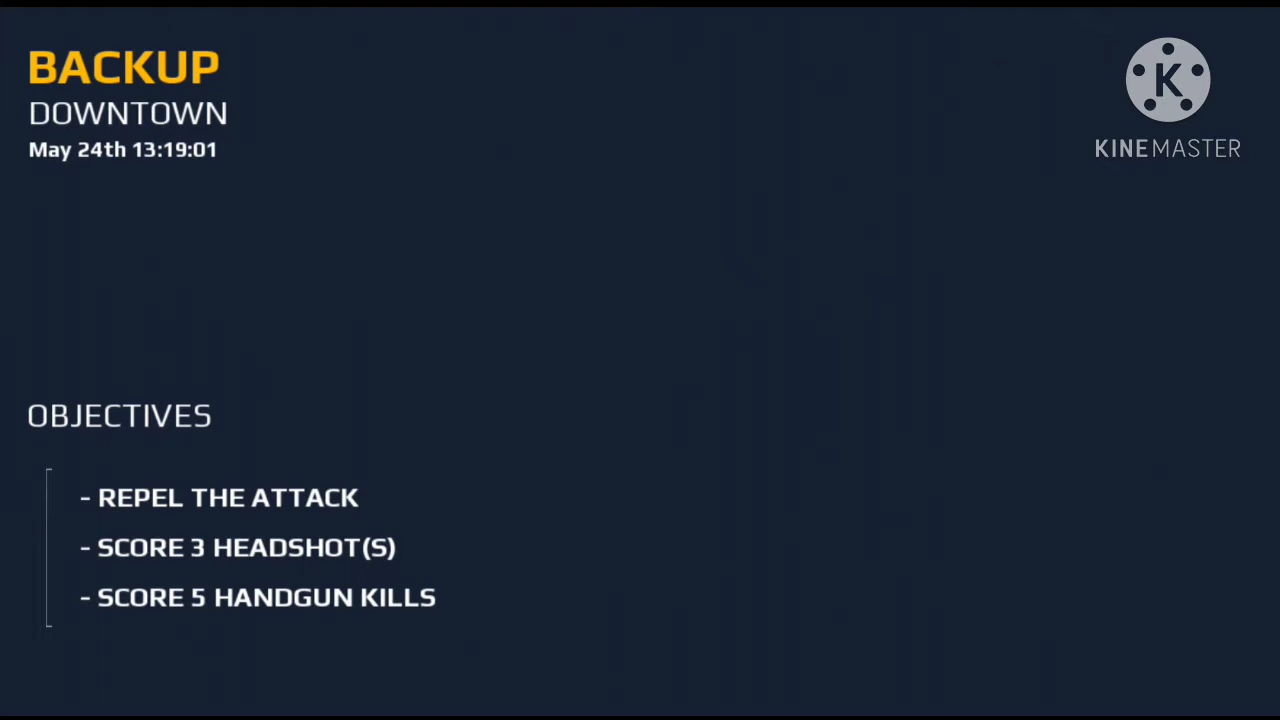 BACKUP
DOWNTOWN
May 24th 13:19:01
K
KINEMASTER
OBJECTIVES
- REPEL THE ATTACK
- SCORE 3 HEADSHOT(S)
- SCORE 5 HANDGUN KILLS